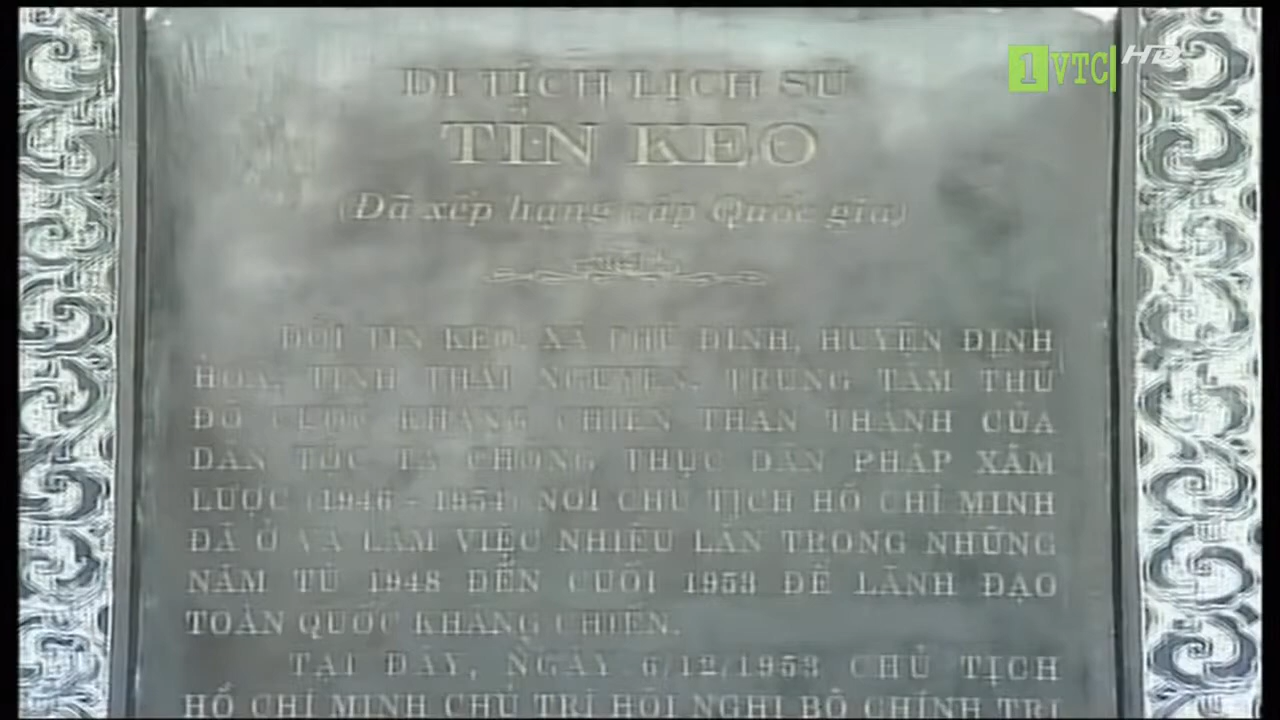 1 VTC HD
DI TÍCH LỊCH SỬ
TỈN KEO
(Đã xếp hạng cấp Quốc gia)
ĐỒI TỈN KEO, XÃ PHÚ ĐÌNH, HUYỆN ĐỊNH
HÓA, TỈNH THÁI NGUYÊN, TRUNG TÂM THỦ
ĐÔ CUỘC KHÁNG CHIẾN THẦN THÁNH CỦA
DÂN TỘC TA CHỐNG THỰC DÂN PHÁP XÂM
LƯỢC (1946 - 1954) NƠI CHỦ TỊCH HỒ CHÍ MINH
ĐÃ Ở VÀ LÀM VIỆC NHIỀU LẦN TRONG NHỮNG
NĂM TỪ 1948 ĐẾN CUỐI 1953 ĐỂ LÃNH ĐẠO
TOÀN QUỐC KHÁNG CHIẾN.
TẠI ĐÂY, NGÀY 6/12/1953 CHỦ TỊCH
HỒ CHÍ MINH CHỦ TRÌ HỘI NGHỊ BỘ CHÍNH TRỊ